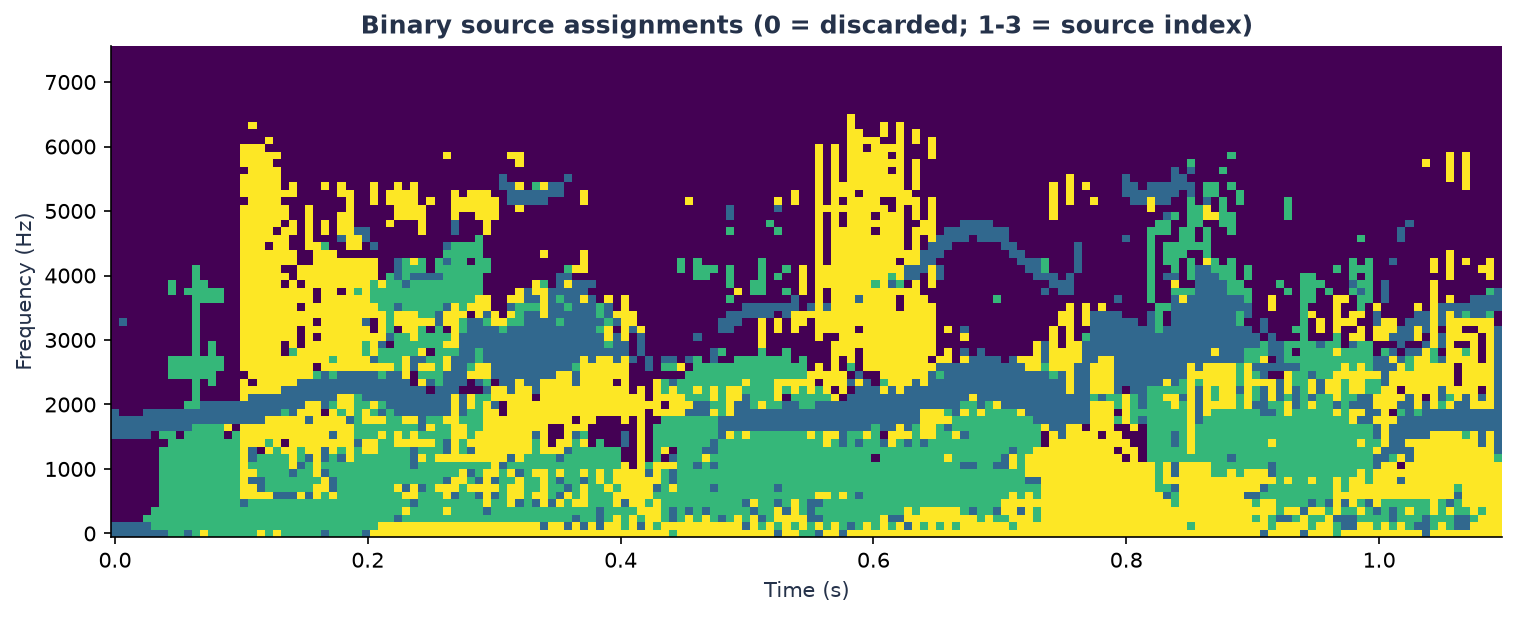 Binary source assignments (0 = discarded; 1-3 = source index)
7000
6000
5000
4000
3000
2000
1000
0
Frequency (Hz)
0.0 0.2 0.4 0.6 0.8 1.0
Time (s)